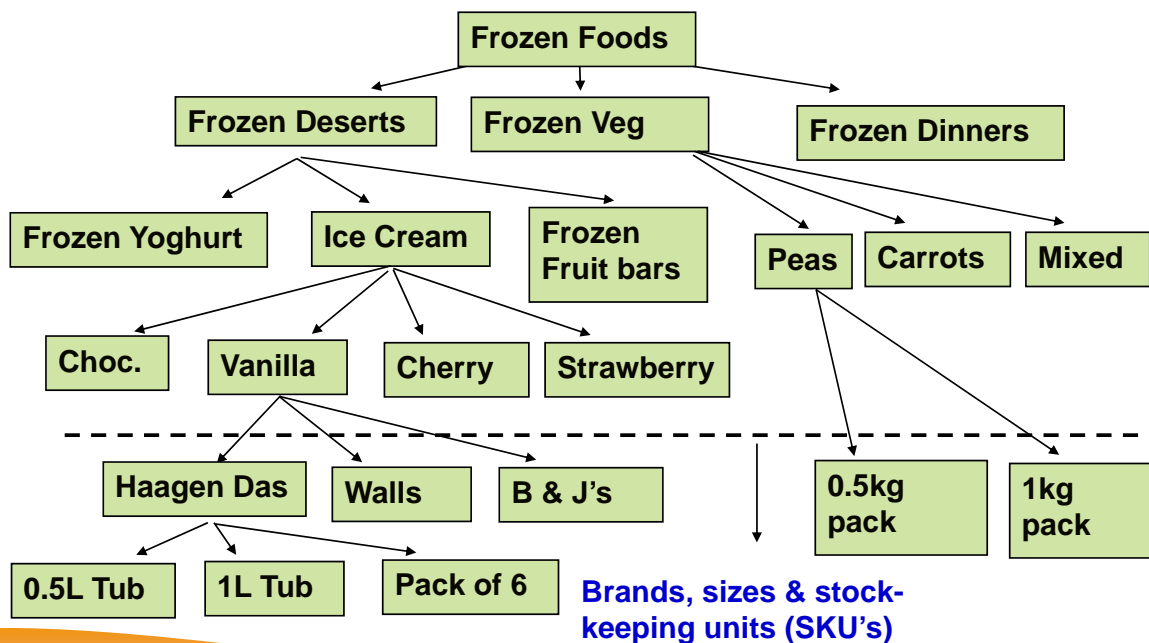 Frozen Foods
Frozen Deserts
Frozen Veg
Frozen Dinners
Frozen Yoghurt
Ice Cream
Frozen
Fruit bars
Peas
Carrots
Mixed
Choc.
Vanilla
Cherry
Strawberry
Haagen Das
Walls
B & J's
0.5kg
pack
1kg
pack
0.5L Tub
1L Tub
Pack of 6
Brands, sizes & stock-
keeping units (SKU's)